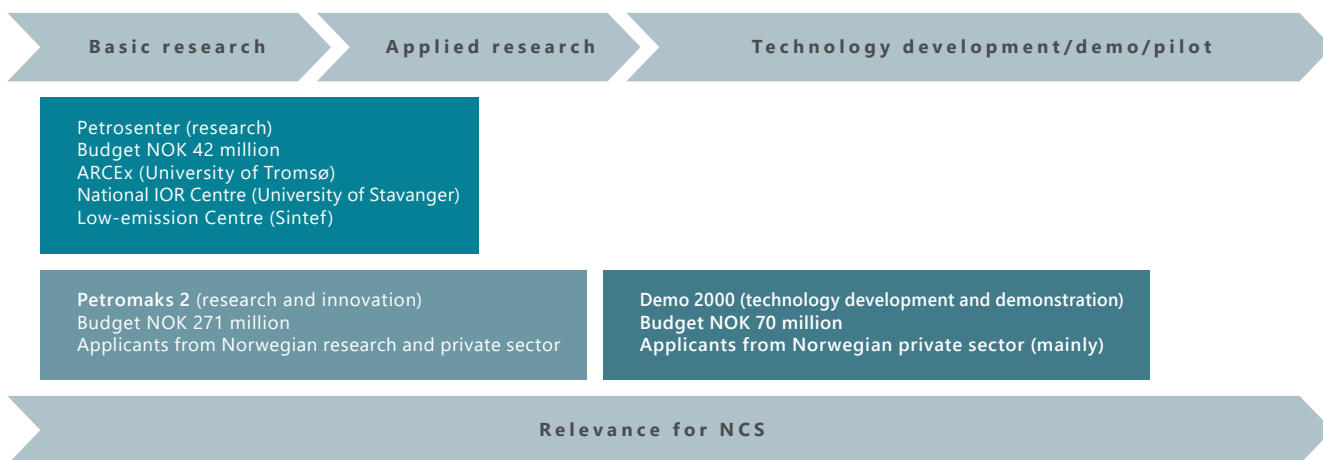 Basic research
Applied research
Technology development/demo/pilot
Petrosenter (research)
Budget NOK 42 million
ARCEx (University of Tromsø)
National IOR Centre (University of Stavanger)
Low-emission Centre (Sintef)
Petromaks 2 (research and innovation)
Budget NOK 271 million
Applicants from Norwegian research and private sector
Demo 2000 (technology development and demonstration)
Budget NOK 70 million
Applicants from Norwegian private sector (mainly)
Relevance for NCS